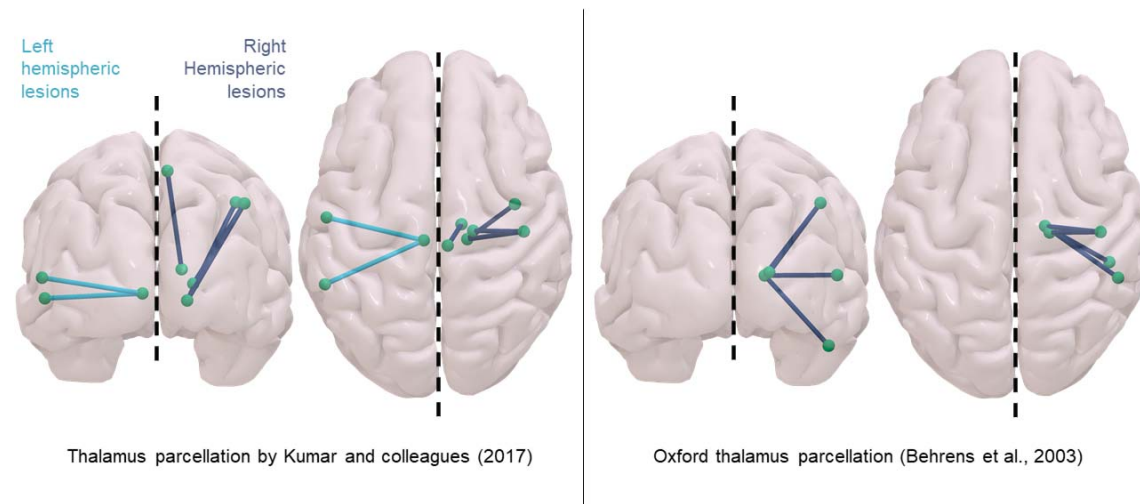 Left
hemispheric
lesions
Right
Hemispheric
lesions
Thalamus parcellation by Kumar and colleagues (2017)
Oxford thalamus parcellation (Behrens et al., 2003)